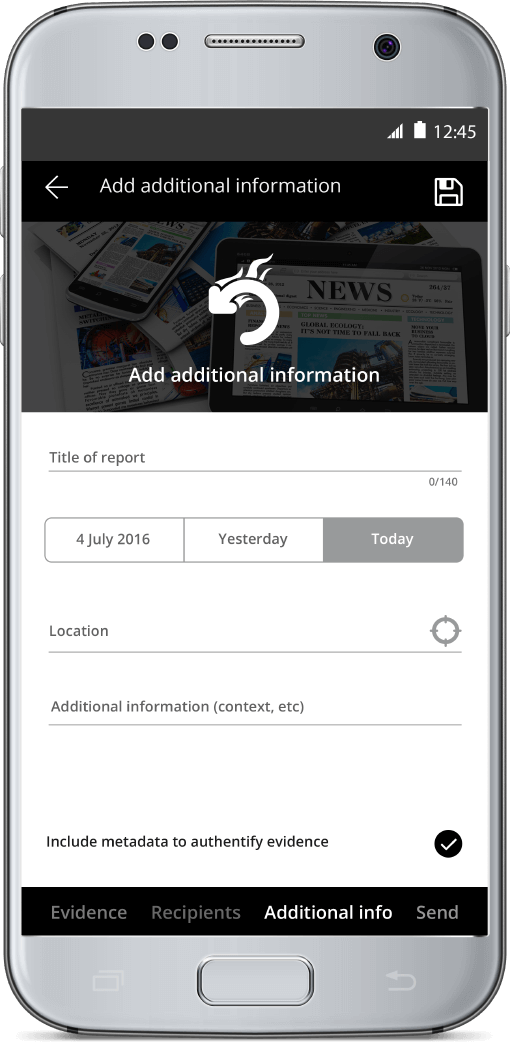 12:45
Add additional information
NEWS
GLOBAL ECOLOGY:
IT'S NOT TIME TO FALL BACK
Add additional information
Title of report
0/140
4 July 2016 Yesterday Today
Location
Additional information (context, etc)
Include metadata to authentify evidence
Evidence Recipients Additional info Send